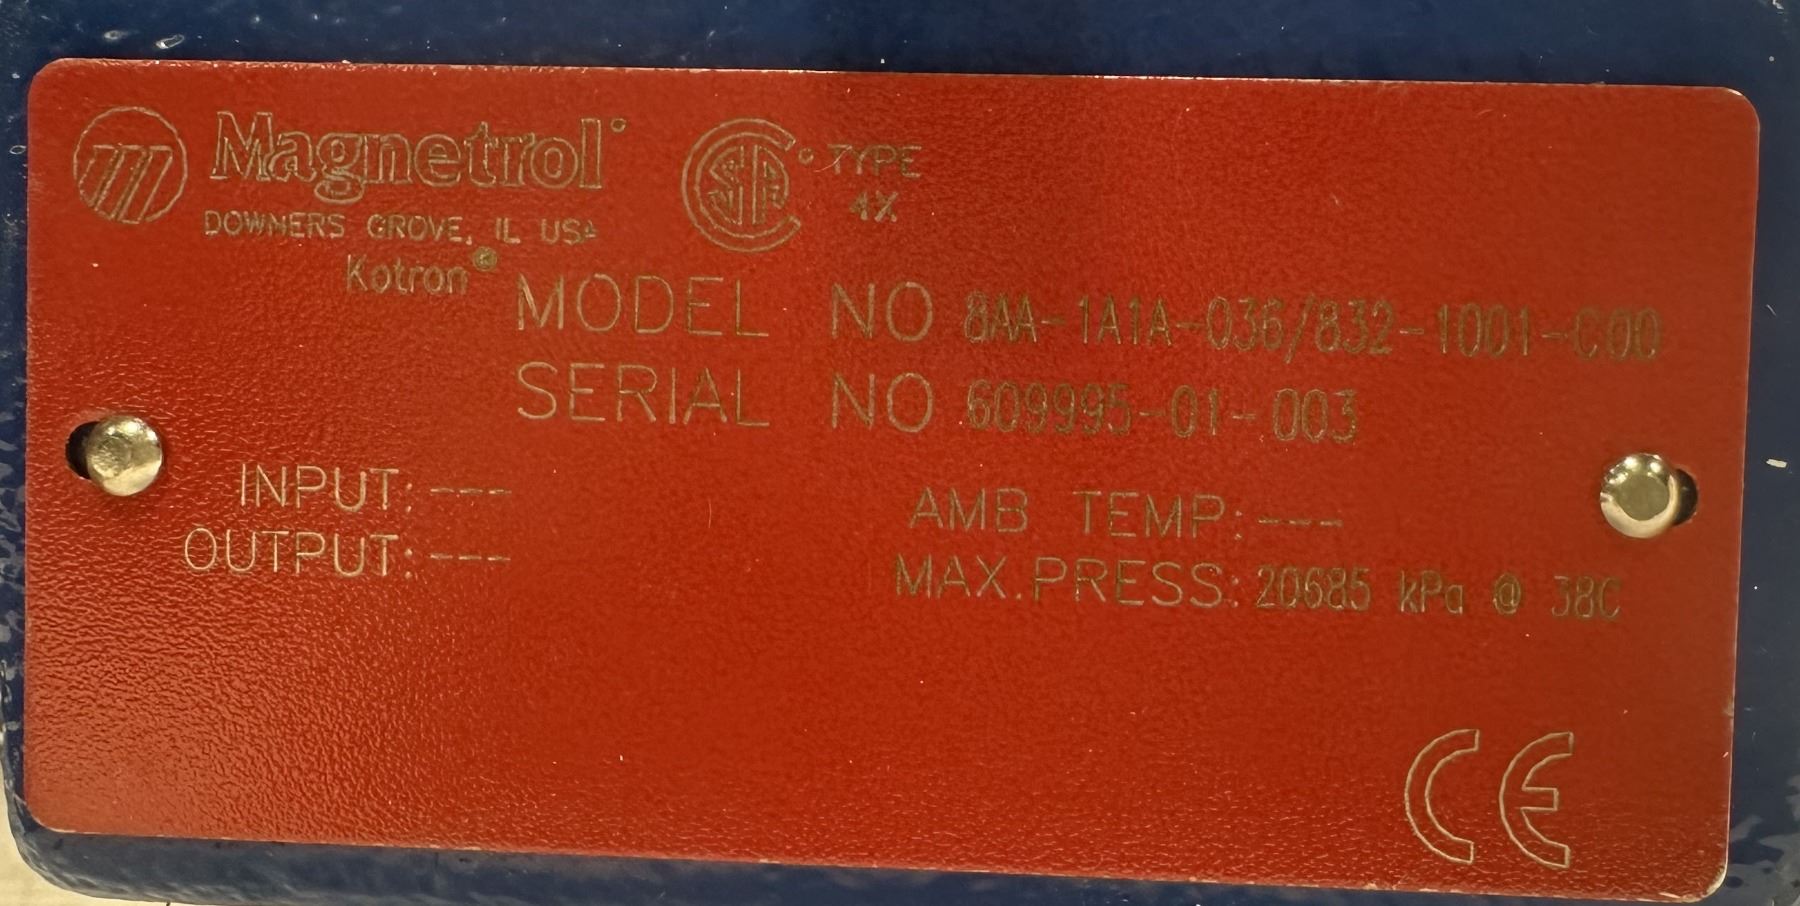 Magnetrol®
DOWNERS GROVE, IL USA
Kotron®
CSA® TYPE
4X
MODEL NO 8AA-1A1A-036/832-1001-C00
SERIAL NO 609995-01-003
INPUT:---
OUTPUT:---
AMB TEMP:---
MAX.PRESS:20685 kPa @ 38C
CE